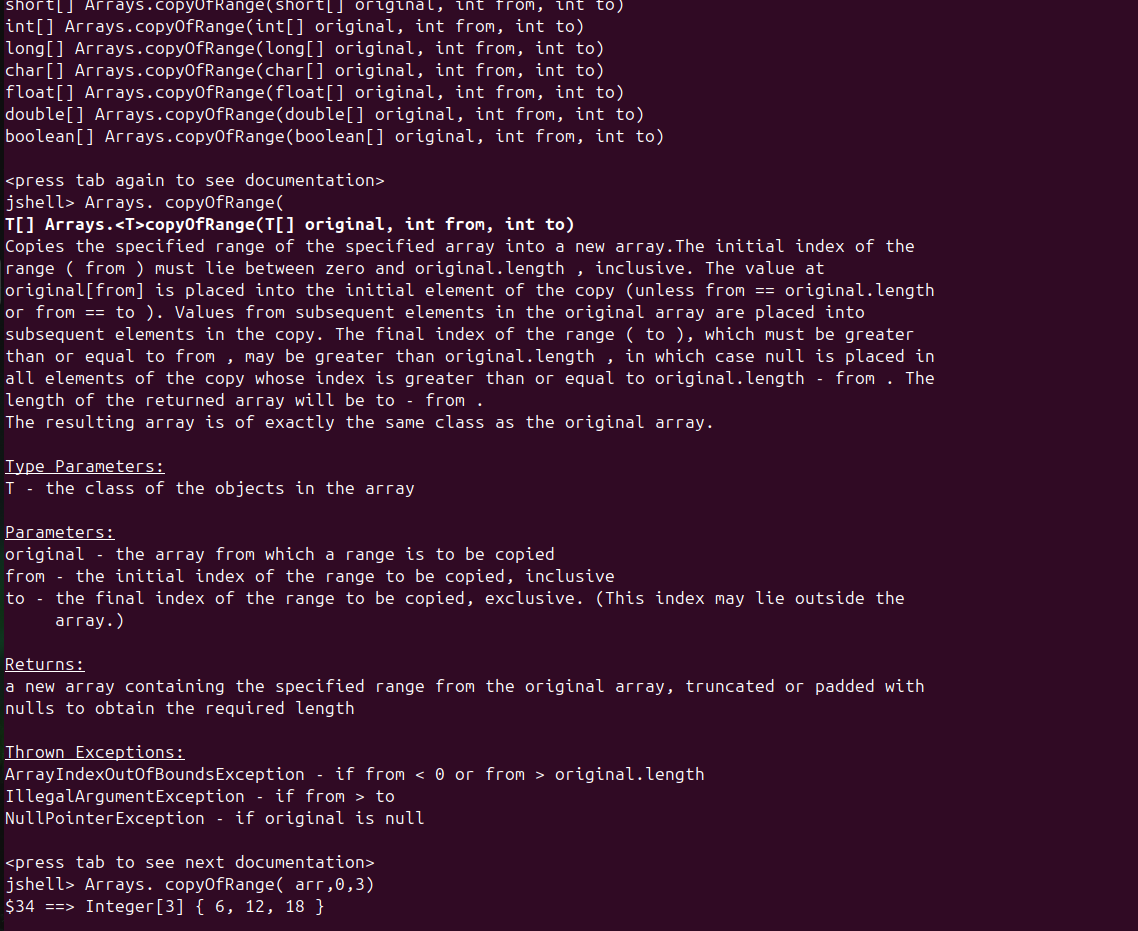 short[] Arrays.copyOfRange(short[] original, int from, int to)
int[] Arrays.copyOfRange(int[] original, int from, int to)
long[] Arrays.copyOfRange(long[] original, int from, int to)
char[] Arrays.copyOfRange(char[] original, int from, int to)
float[] Arrays.copyOfRange(float[] original, int from, int to)
double[] Arrays.copyOfRange(double[] original, int from, int to)
boolean[] Arrays.copyOfRange(boolean[] original, int from, int to)

<press tab again to see documentation>
jshell> Arrays. copyOfRange(
T[] Arrays.<T>copyOfRange(T[] original, int from, int to)
Copies the specified range of the specified array into a new array.The initial index of the
range ( from ) must lie between zero and original.length , inclusive. The value at
original[from] is placed into the initial element of the copy (unless from == original.length
or from == to ). Values from subsequent elements in the original array are placed into
subsequent elements in the copy. The final index of the range ( to ), which must be greater
than or equal to from , may be greater than original.length , in which case null is placed in
all elements of the copy whose index is greater than or equal to original.length - from . The
length of the returned array will be to - from .
The resulting array is of exactly the same class as the original array.

Type Parameters:
T - the class of the objects in the array

Parameters:
original - the array from which a range is to be copied
from - the initial index of the range to be copied, inclusive
to - the final index of the range to be copied, exclusive. (This index may lie outside the
     array.)

Returns:
a new array containing the specified range from the original array, truncated or padded with
nulls to obtain the required length

Thrown Exceptions:
ArrayIndexOutOfBoundsException - if from < 0 or from > original.length
IllegalArgumentException - if from > to
NullPointerException - if original is null

<press tab to see next documentation>
jshell> Arrays. copyOfRange( arr,0,3)
$34 ==> Integer[3] { 6, 12, 18 }